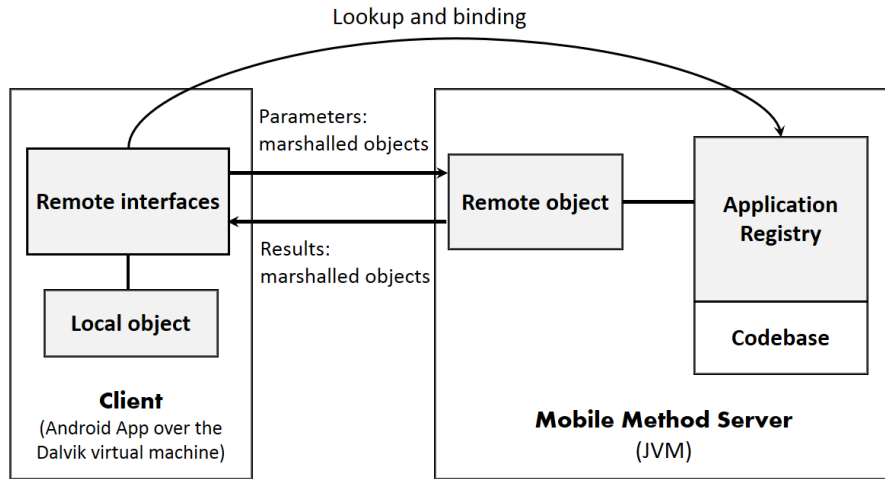 Lookup and binding
Parameters:
marshalled objects
Remote interfaces
Remote object
Application
Registry
Results:
marshalled objects
Local object
Codebase
Client
(Android App over the
Dalvik virtual machine)
Mobile Method Server
(JVM)